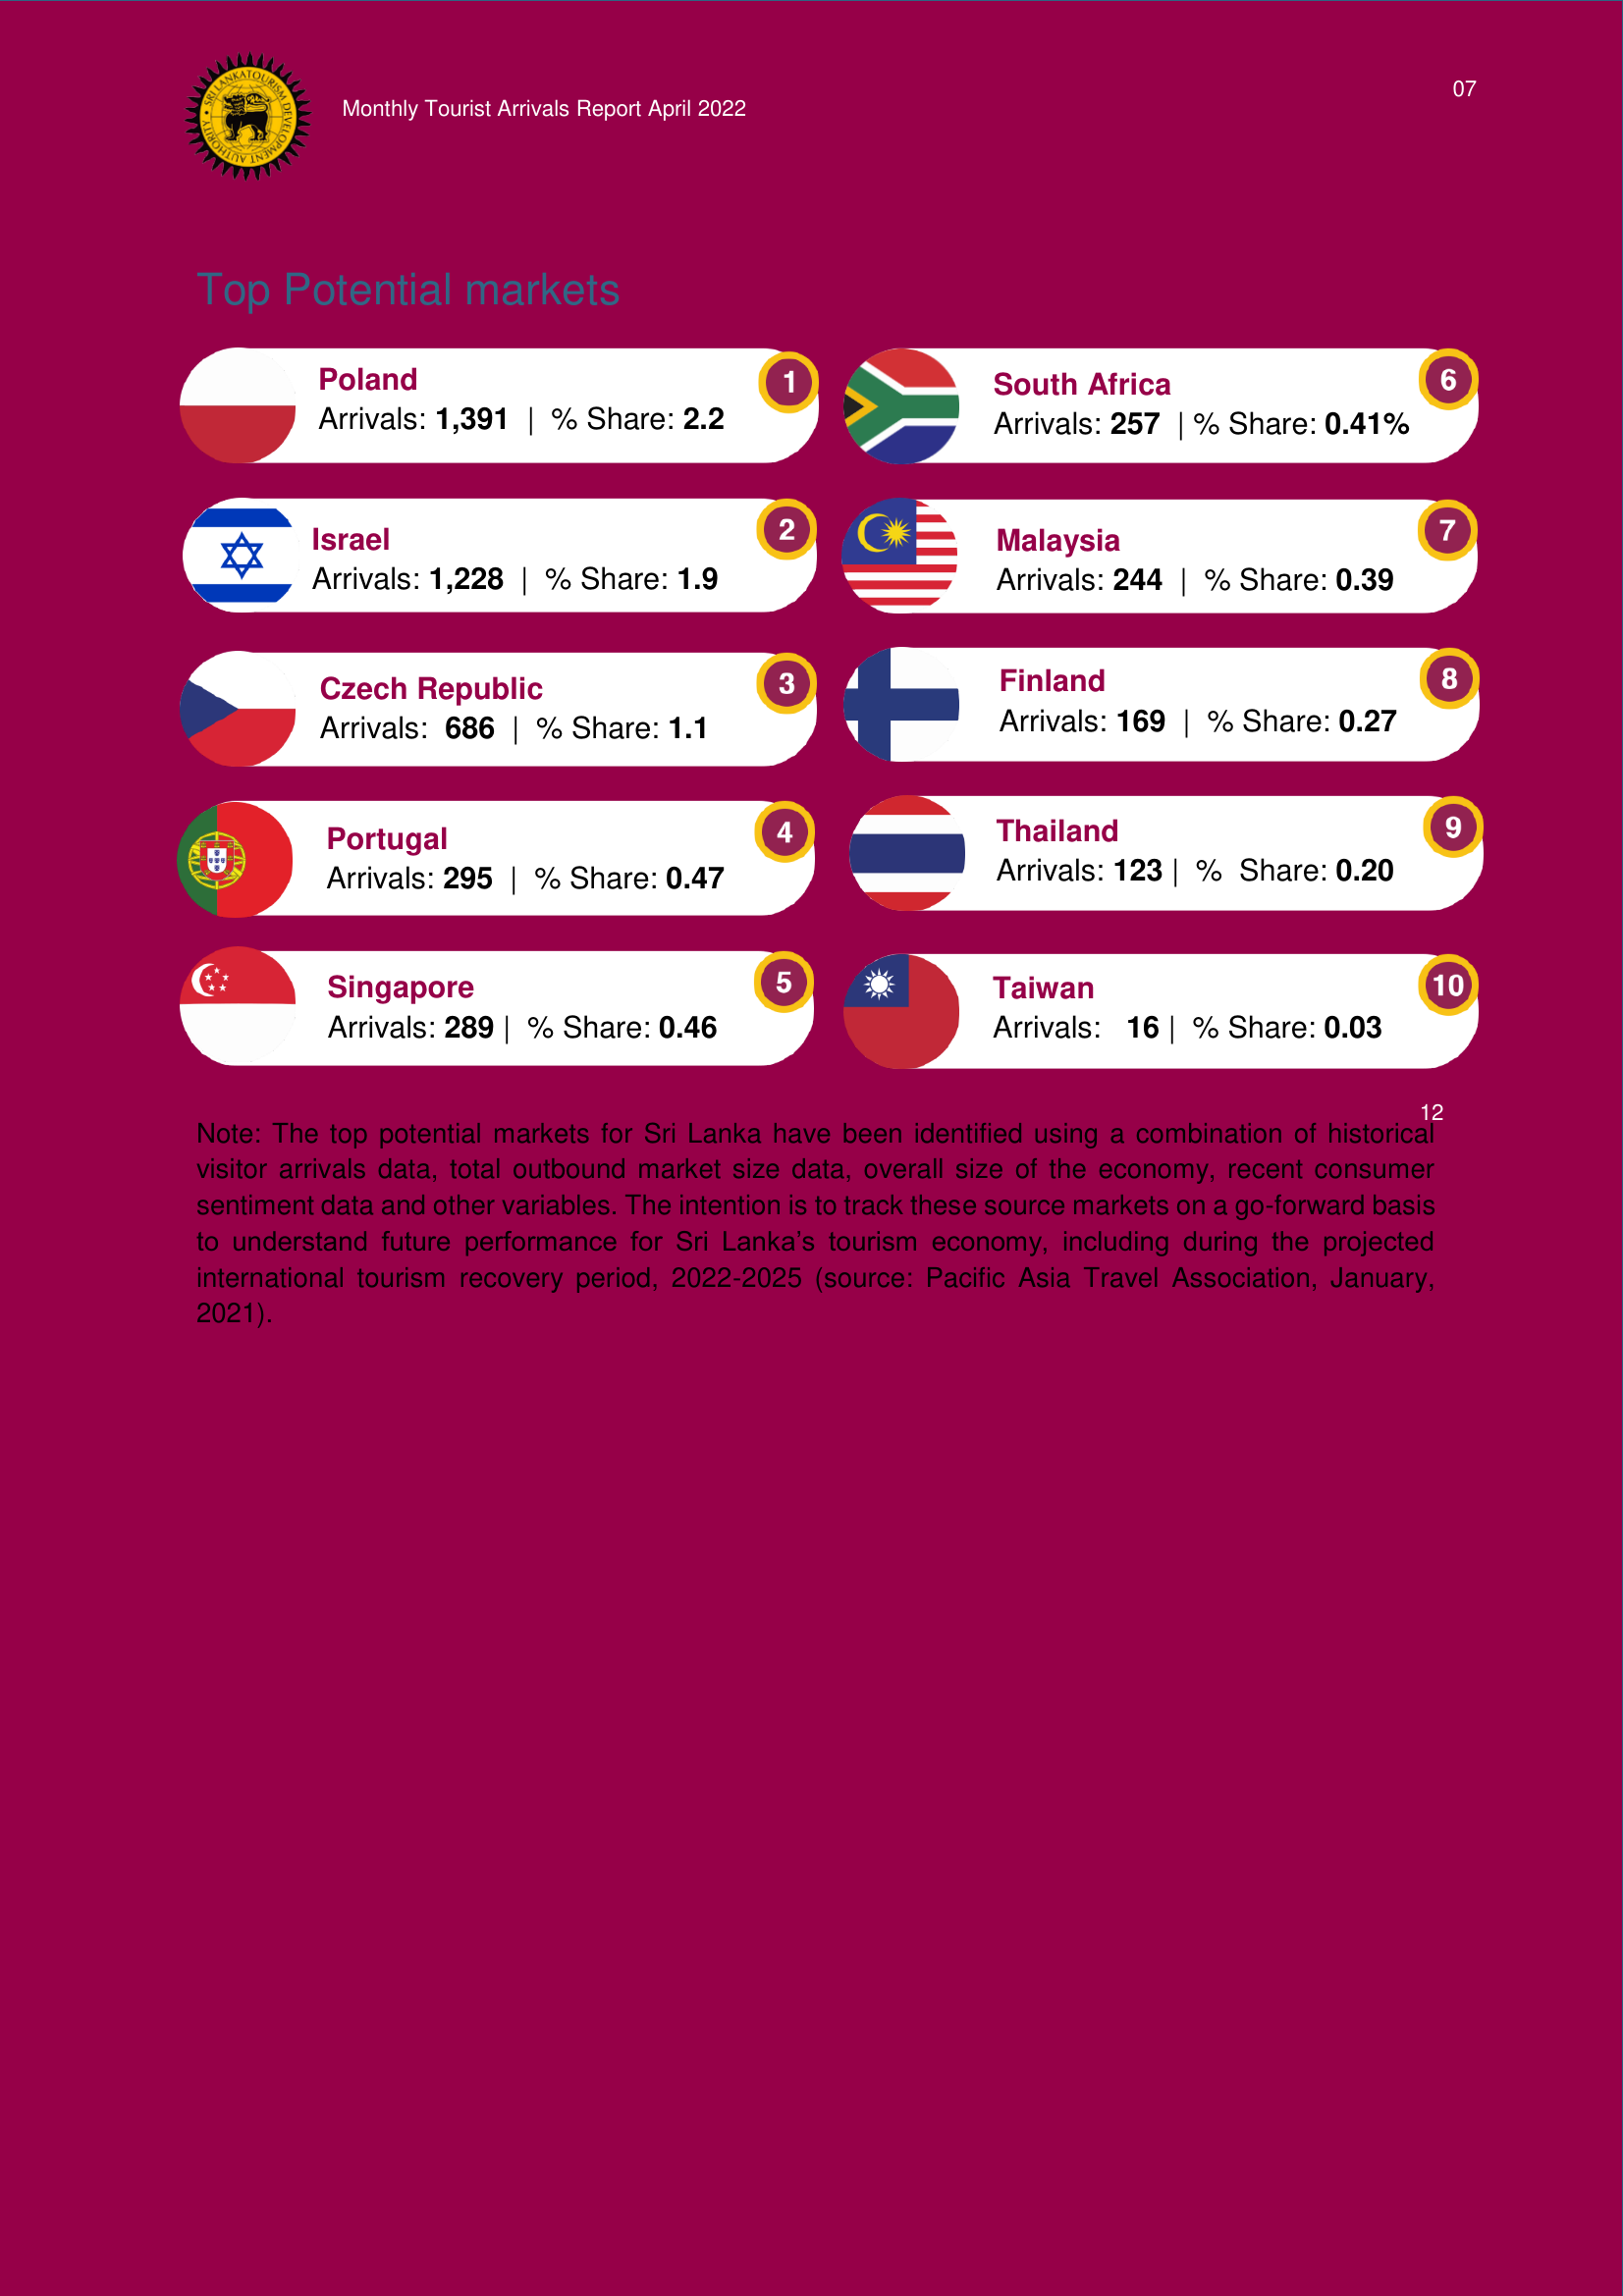 SRI LANKA TOURISM DEVELOPMENT AUTHORITY
Monthly Tourist Arrivals Report April 2022
07
Top Potential markets
Poland
Arrivals: 1,391 | % Share: 2.2
1
Israel
Arrivals: 1,228 | % Share: 1.9
2
Czech Republic
Arrivals: 686 | % Share: 1.1
3
Portugal
Arrivals: 295 | % Share: 0.47
4
Singapore
Arrivals: 289 | % Share: 0.46
5
South Africa
Arrivals: 257 | % Share: 0.41%
6
Malaysia
Arrivals: 244 | % Share: 0.39
7
Finland
Arrivals: 169 | % Share: 0.27
8
Thailand
Arrivals: 123 | % Share: 0.20
9
Taiwan
Arrivals: 16 | % Share: 0.03
10
12
Note: The top potential markets for Sri Lanka have been identified using a combination of historical
visitor arrivals data, total outbound market size data, overall size of the economy, recent consumer
sentiment data and other variables. The intention is to track these source markets on a go-forward basis
to understand future performance for Sri Lanka’s tourism economy, including during the projected
international tourism recovery period, 2022-2025 (source: Pacific Asia Travel Association, January,
2021).